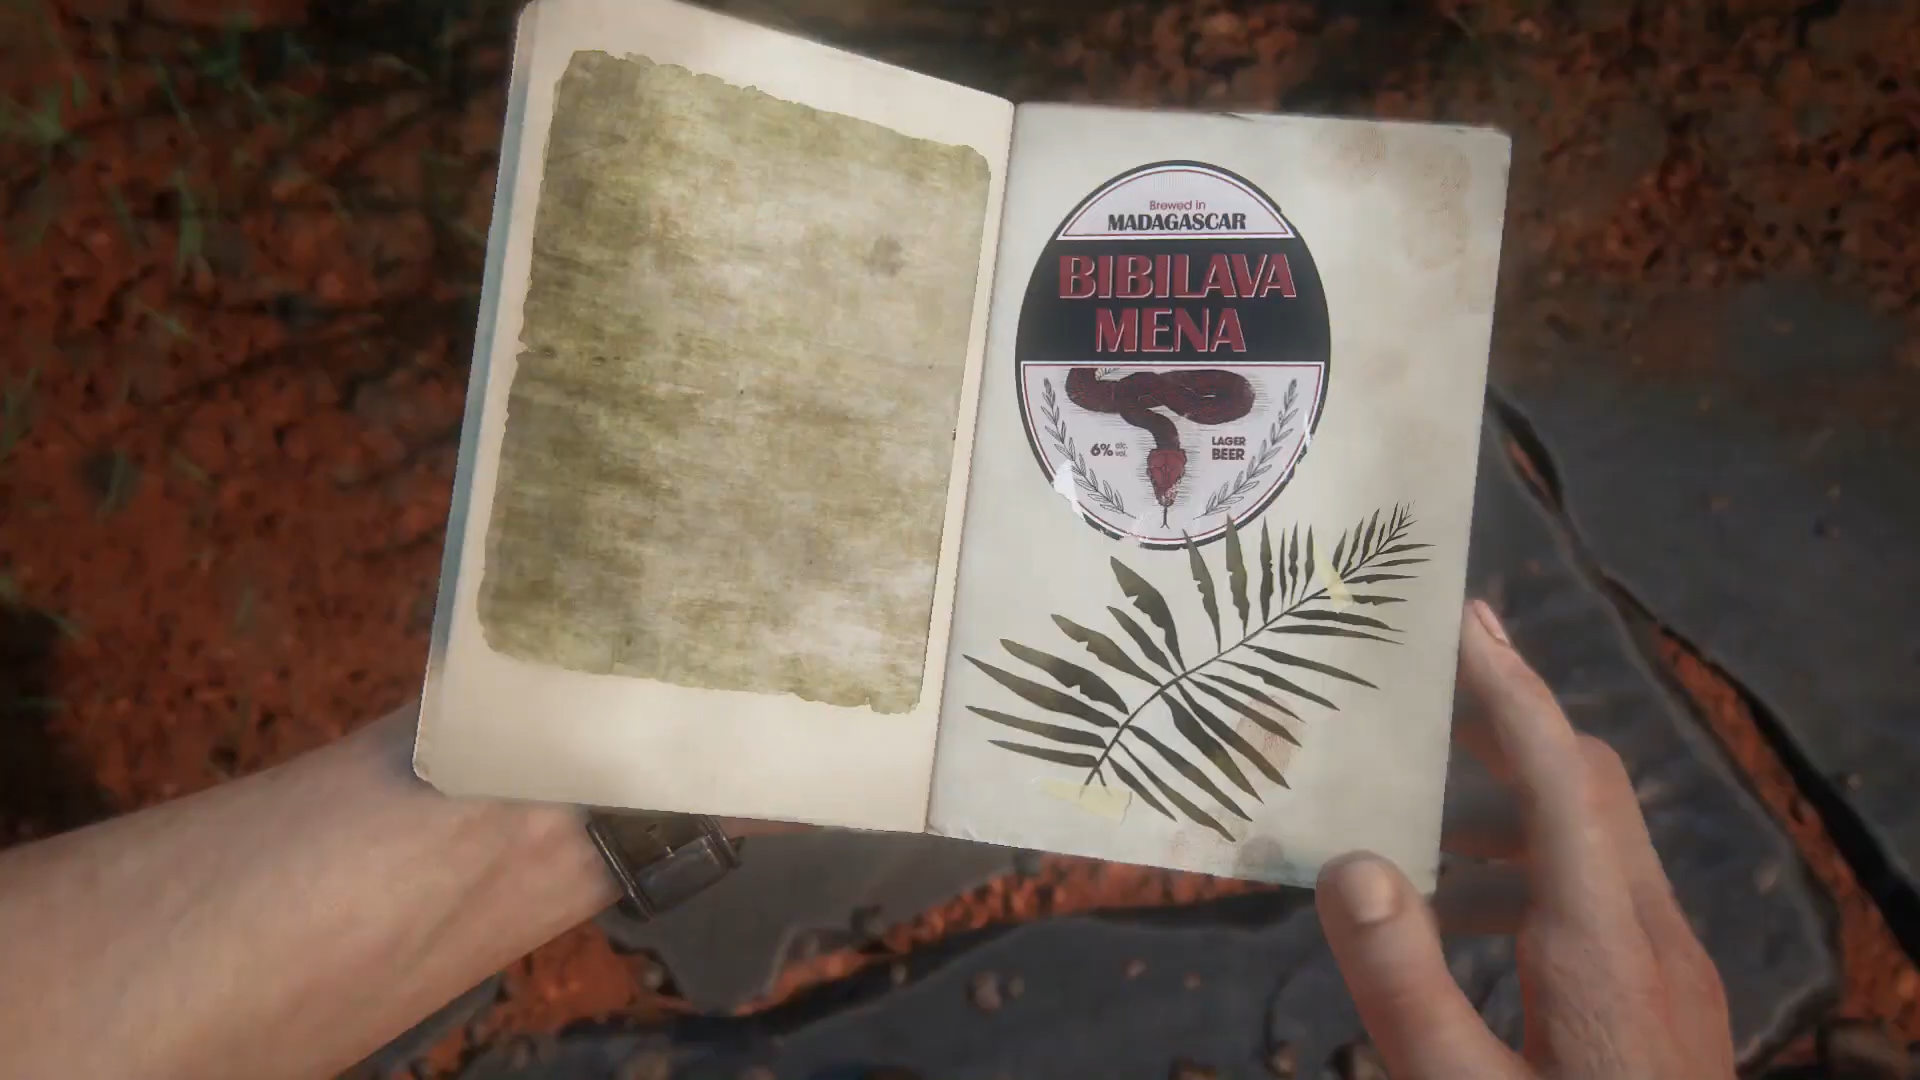 Brewed in
MADAGASCAR
BIBILAVA
MENA
6% alc. vol.
LAGER
BEER